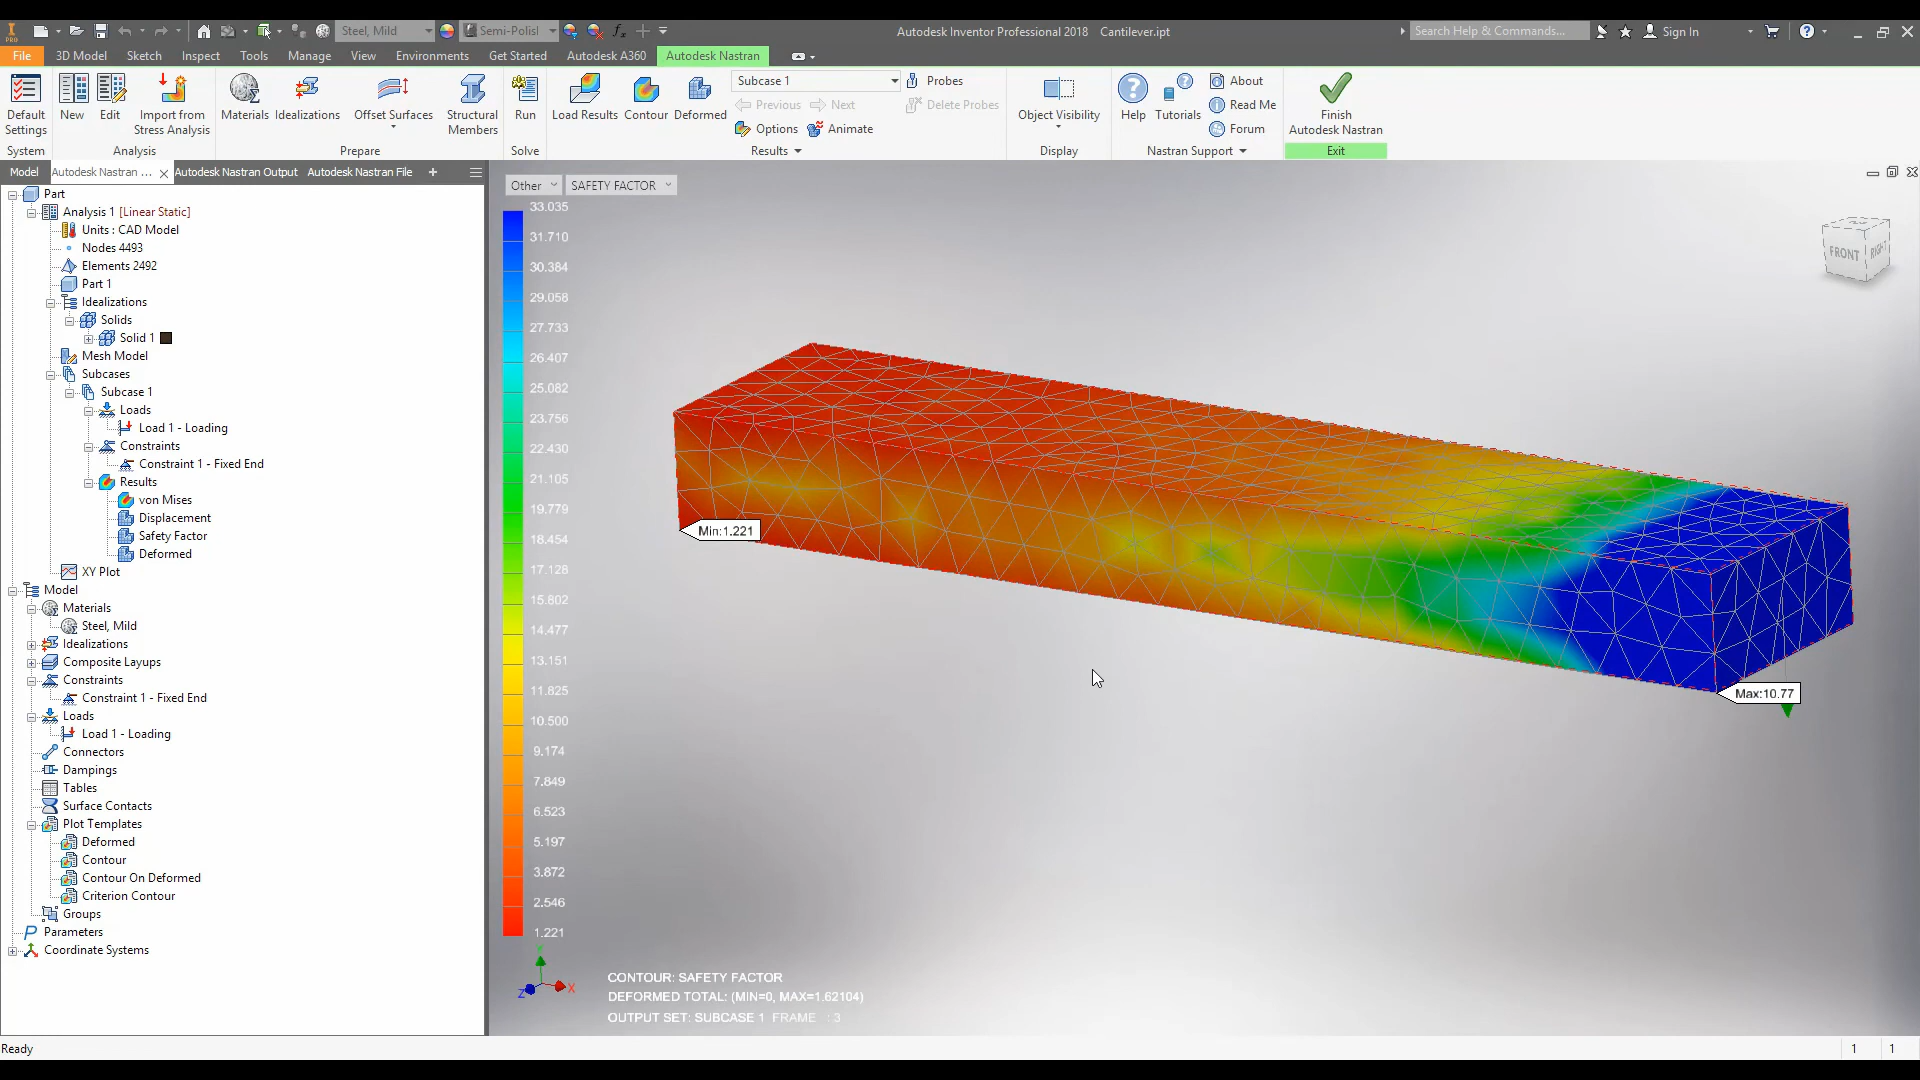 Steel, Mild
Semi-Polisl
Autodesk Inventor Professional 2018 Cantilever.ipt
Search Help & Commands...
Sign In
File 3D Model Sketch Inspect Tools Manage View Environments Get Started Autodesk A360 Autodesk Nastran
Default Settings
System
New
Edit
Import from Stress Analysis
Analysis
Materials
Idealizations
Offset Surfaces
Structural Members
Prepare
Run
Solve
Load Results
Contour
Deformed
Subcase 1
Previous Next
Options Animate
Probes
Delete Probes
Results
Object Visibility
Display
Help
Tutorials
About
Read Me
Forum
Nastran Support
Finish Autodesk Nastran
Exit
Model Autodesk Nastran ... Autodesk Nastran Output Autodesk Nastran File
Part
Analysis 1 [Linear Static]
Units : CAD Model
Nodes 4493
Elements 2492
Part 1
Idealizations
Solids
Solid 1
Mesh Model
Subcases
Subcase 1
Loads
Load 1 - Loading
Constraints
Constraint 1 - Fixed End
Results
von Mises
Displacement
Safety Factor
Deformed
XY Plot
Model
Materials
Steel, Mild
Idealizations
Composite Layups
Constraints
Constraint 1 - Fixed End
Loads
Load 1 - Loading
Connectors
Dampings
Tables
Surface Contacts
Plot Templates
Deformed
Contour
Contour On Deformed
Criterion Contour
Groups
Parameters
Coordinate Systems
Other SAFETY FACTOR
33.035
31.710
30.384
29.058
27.733
26.407
25.082
23.756
22.430
21.105
19.779
18.454
17.128
15.802
14.477
13.151
11.825
10.500
9.174
7.849
6.523
5.197
3.872
2.546
1.221
FRONT
RIGHT
Min:1.221
Max:10.77
Y
X
Z
CONTOUR: SAFETY FACTOR
DEFORMED TOTAL: (MIN=0, MAX=1.62104)
OUTPUT SET: SUBCASE 1 FRAME : 3
Ready
1 1